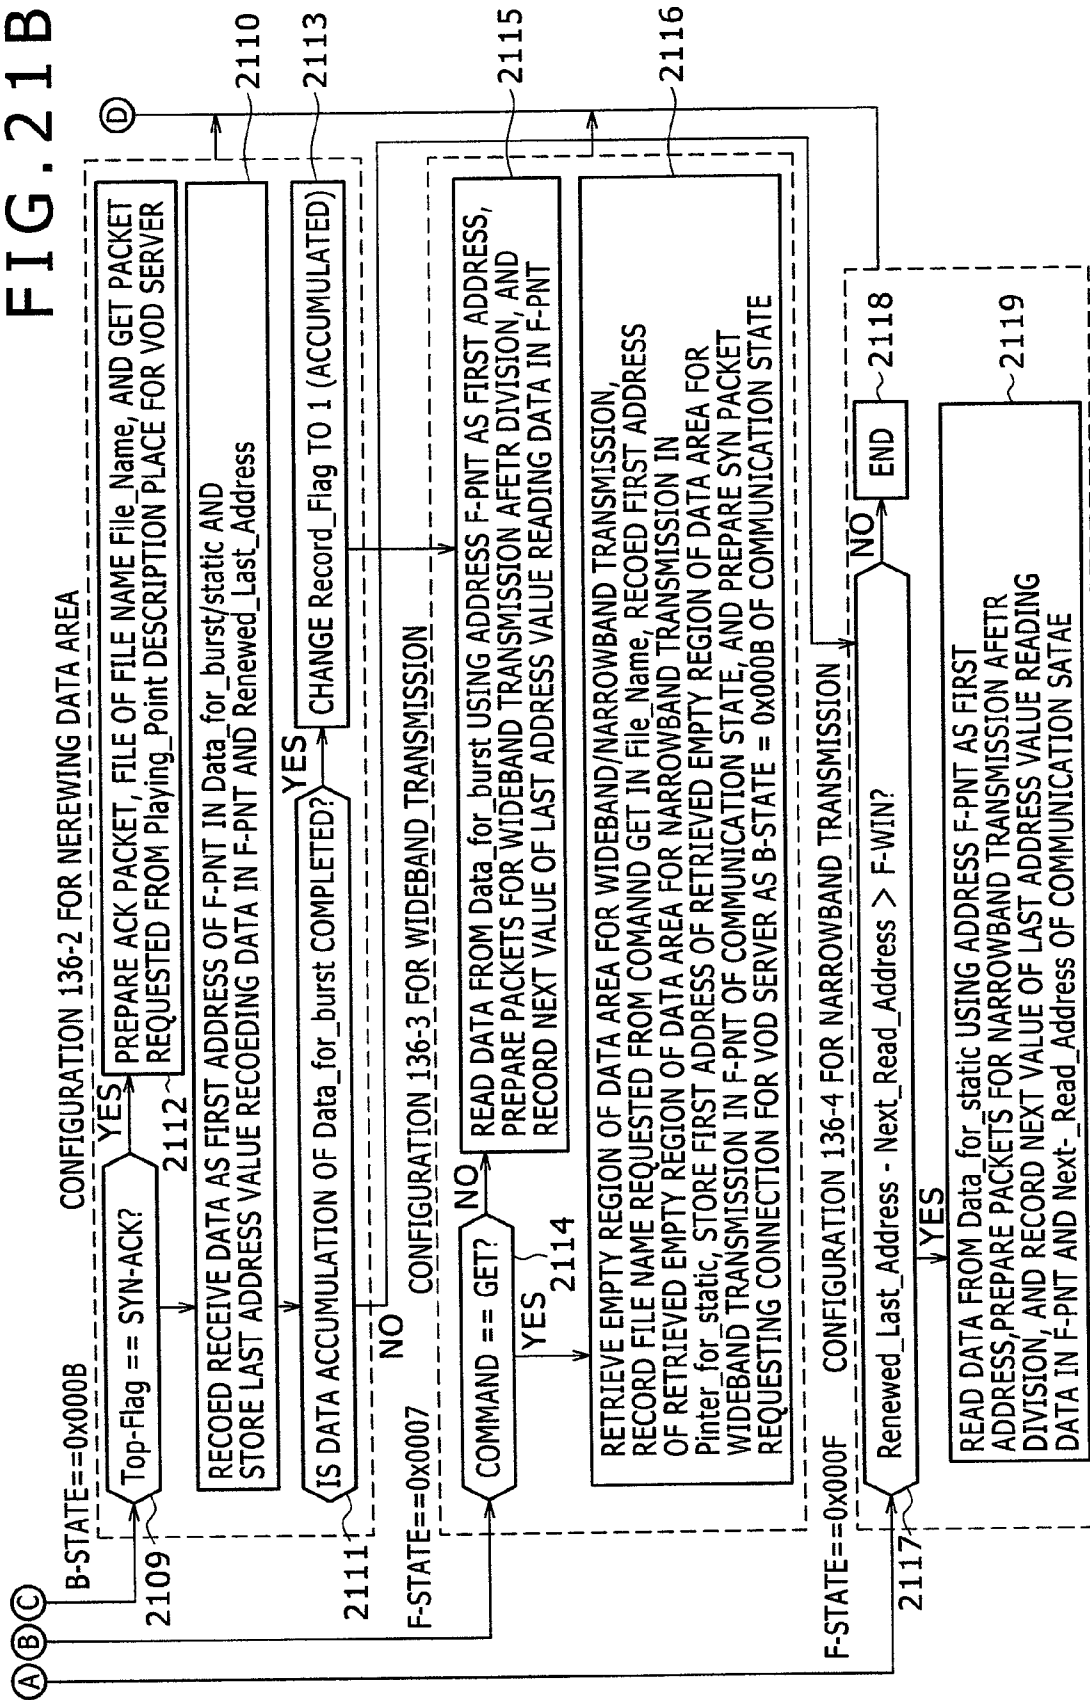 FIG.21B
A
B
C
D
B-STATE==0x000B
CONFIGURATION 136-2 FOR NEREWING DATA AREA
Top-Flag == SYN-ACK?
2109
YES
2112
PREPARE ACK PACKET, FILE OF FILE NAME File_Name, AND GET PACKET
REQUESTED FROM Playing_Point DESCRIPTION PLACE FOR VOD SERVER
RECOED RECEIVE DATA AS FIRST ADDRESS OF F-PNT IN Data_for_burst/static AND
STORE LAST ADDRESS VALUE RECOEDING DATA IN F-PNT AND Renewed_Last_Address
2110
IS DATA ACCUMULATION OF Data_for_burst COMPLETED?
2111
YES
NO
CHANGE Record_Flag TO 1 (ACCUMULATED)
2113
F-STATE==0x0007
CONFIGURATION 136-3 FOR WIDEBAND TRANSMISSION
COMMAND == GET?
2114
NO
YES
READ DATA FROM Data_for_burst USING ADDRESS F-PNT AS FIRST ADDRESS,
PREPARE PACKETS FOR WIDEBAND TRANSMISSION AFETR DIVISION, AND
RECORD NEXT VALUE OF LAST ADDRESS VALUE READING DATA IN F-PNT
2115
RETRIEVE EMPTY REGION OF DATA AREA FOR WIDEBAND/NARROWBAND TRANSMISSION,
RECORD FILE NAME REQUESTED FROM COMAND GET IN File_Name, RECOED FIRST ADDRESS
OF RETRIEVED EMPTY REGION OF DATA AREA FOR NARROWBAND TRANSMISSION IN
Pinter_for_static, STORE FIRST ADDRESS OF RETRIEVED EMPTY REGION OF DATA AREA FOR
WIDEBAND TRANSMISSION IN F-PNT OF COMMUNICATION STATE, AND PREPARE SYN PACKET
REQUESTING CONNECTION FOR VOD SERVER AS B-STATE = 0x000B OF COMMUNICATION STATE
2116
F-STATE==0x000F
CONFIGURATION 136-4 FOR NARROWBAND TRANSMISSION
Renewed_Last_Address - Next_Read_Address > F-WIN?
2117
NO
END
2118
YES
READ DATA FROM Data_for_static USING ADDRESS F-PNT AS FIRST
ADDRESS,PREPARE PACKETS FOR NARROWBAND TRANSMISSION AFETR
DIVISION, AND RECORD NEXT VALUE OF LAST ADDRESS VALUE READING
DATA IN F-PNT AND Next-_Read_Address OF COMMUNICATION SATAE
2119